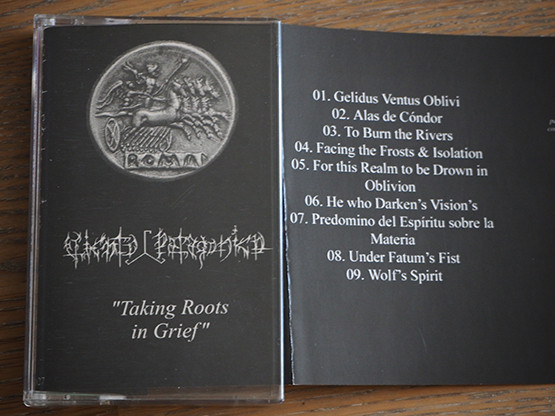 ROMA
"Taking Roots
in Grief"
01. Gelidus Ventus Oblivi
02. Alas de Cóndor
03. To Burn the Rivers
04. Facing the Frosts & Isolation
05. For this Realm to be Drown in
Oblivion
06. He who Darken's Vision's
07. Predomino del Espíritu sobre la
Materia
08. Under Fatum's Fist
09. Wolf's Spirit